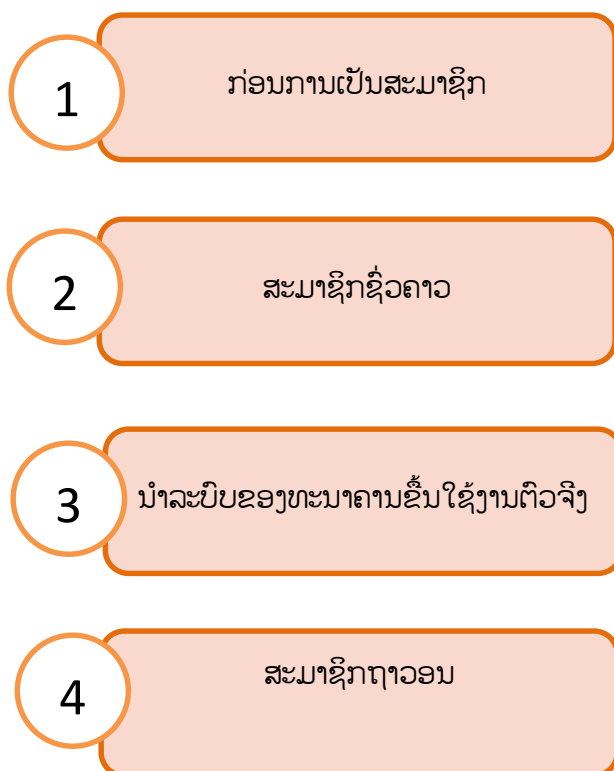 1
ກ່ອນການເປັນສະມາຊິກ
2
ສະມາຊິກຊົ່ວຄາວ
3
ນຳລະບົບຂອງທະນາຄານຂຶ້ນໃຊ້ງານຕົວຈີງ
4
ສະມາຊິກຖາວອນ